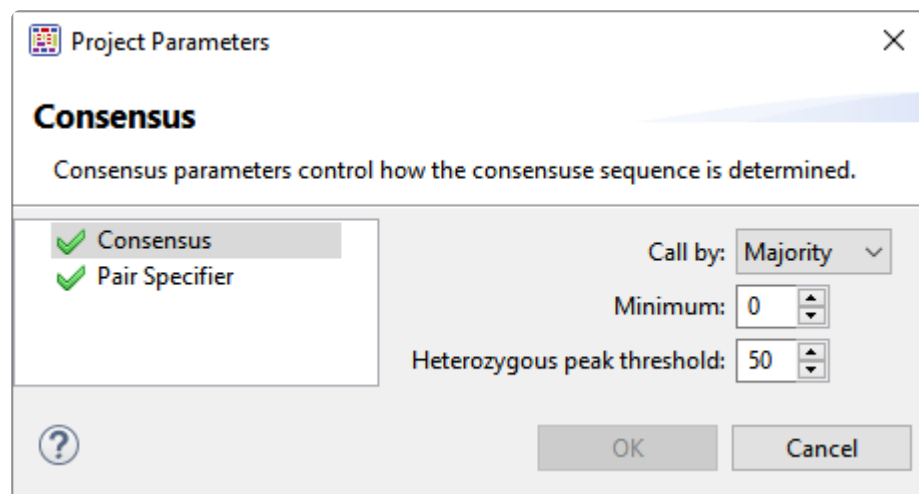 Project Parameters
Consensus
Consensus parameters control how the consensuse sequence is determined.
Consensus
Pair Specifier
Call by: Majority
Minimum: 0
Heterozygous peak threshold: 50
?
OK Cancel